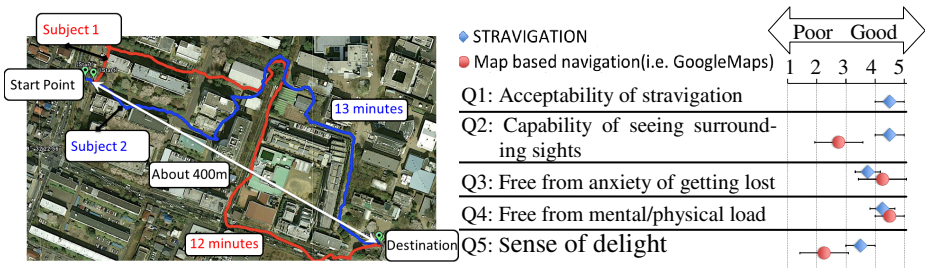 Subject 1
Start Point
Start
13 minutes
Subject 2
About 400m
12 minutes
Destination
Poor Good
STRAVIGATION
Map based navigation(i.e. GoogleMaps)
1 2 3 4 5
Q1: Acceptability of stravigation
Q2: Capability of seeing surround-
ing sights
Q3: Free from anxiety of getting lost
Q4: Free from mental/physical load
Q5: Sense of delight